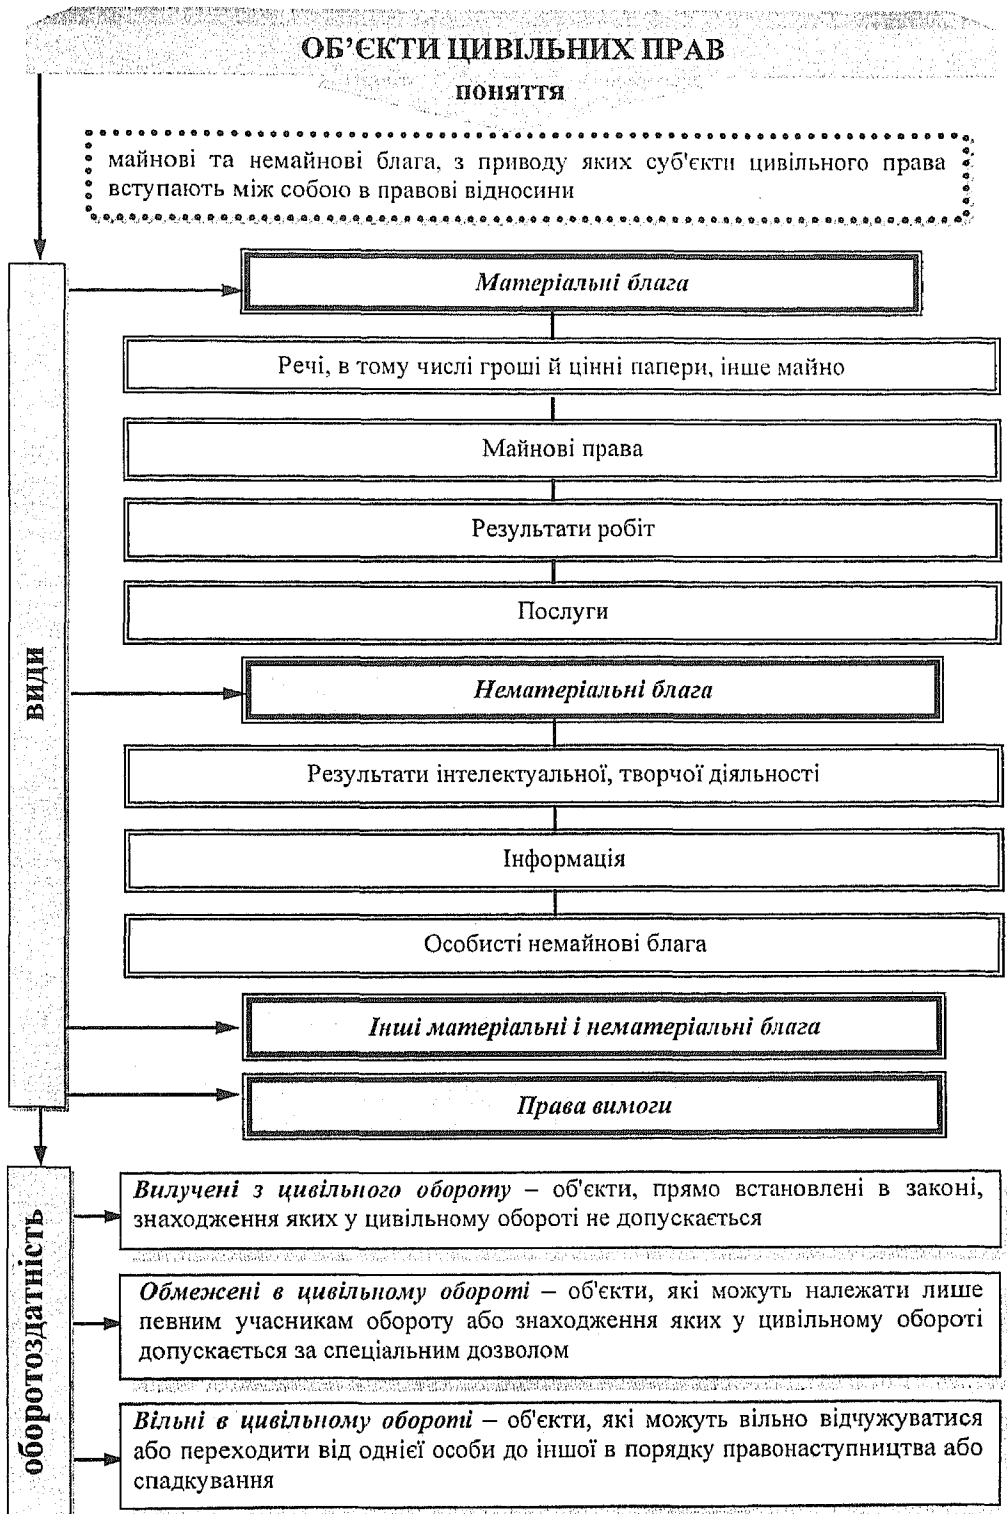 ОБ’ЄКТИ ЦИВІЛЬНИХ ПРАВ
поняття
майнові та немайнові блага, з приводу яких суб'єкти цивільного права
вступають між собою в правові відносини
види
Матеріальні блага
Речі, в тому числі гроші й цінні папери, інше майно
Майнові права
Результати робіт
Послуги
Нематеріальні блага
Результати інтелектуальної, творчої діяльності
Інформація
Особисті немайнові блага
Інші матеріальні і нематеріальні блага
Права вимоги
оборотоздатність
Вилучені з цивільного обороту – об'єкти, прямо встановлені в законі,
знаходження яких у цивільному обороті не допускається
Обмежені в цивільному обороті – об'єкти, які можуть належати лише
певним учасникам обороту або знаходження яких у цивільному обороті
допускається за спеціальним дозволом
Вільні в цивільному обороті – об'єкти, які можуть вільно відчужуватися
або переходити від однієї особи до іншої в порядку правонаступництва або
спадкування